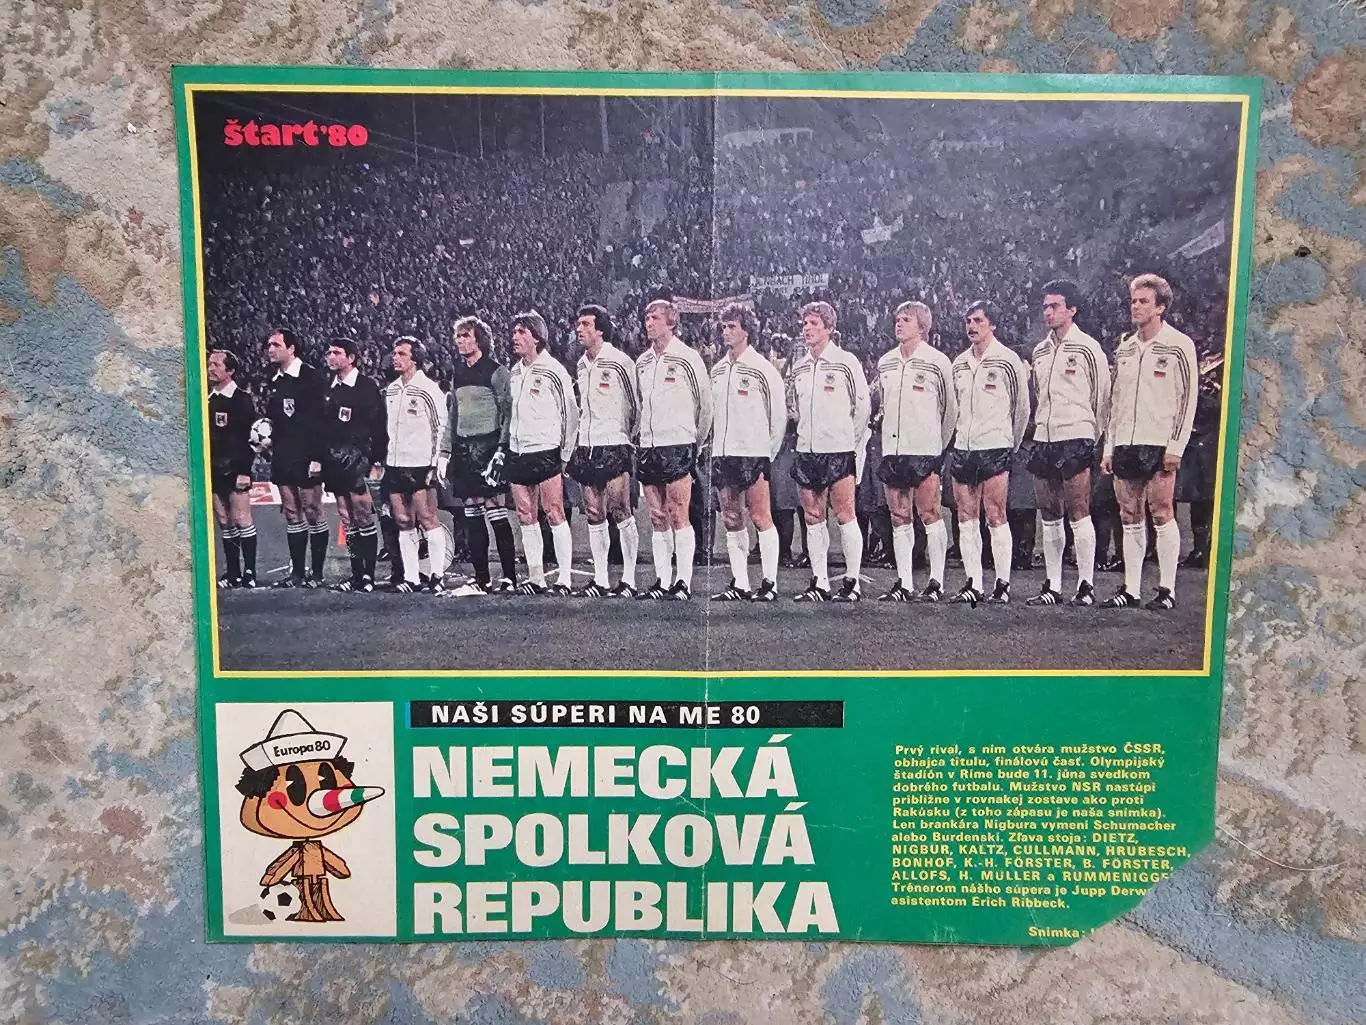 štart'80
NAŠI SÚPERI NA ME 80
NEMECKÁ
SPOLKOVÁ
REPUBLIKA
Europa 80
Prvý rival, s ním otvára mužstvo ČSSR,
obhajca titulu, finálovú časť. Olympijský
štadión v Ríme bude 11. júna svedkom
dobrého futbalu. Mužstvo NSR nastúpi
približne v rovnakej zostave ako proti
Rakúsku (z toho zápasu je naša snímka).
Len brankára Nigbura vymení Schumacher
alebo Burdenski. Zľava stoja: DIETZ,
NIGBUR, KALTZ, CULLMANN, HRUBESCH,
BONHOF, K.-H. FÖRSTER, B. FÖRSTER,
ALLOFS, H. MÜLLER a RUMMENIGGE
Trénerom nášho súpera je Jupp Derw
asistentom Erich Ribbeck.
Snímka: